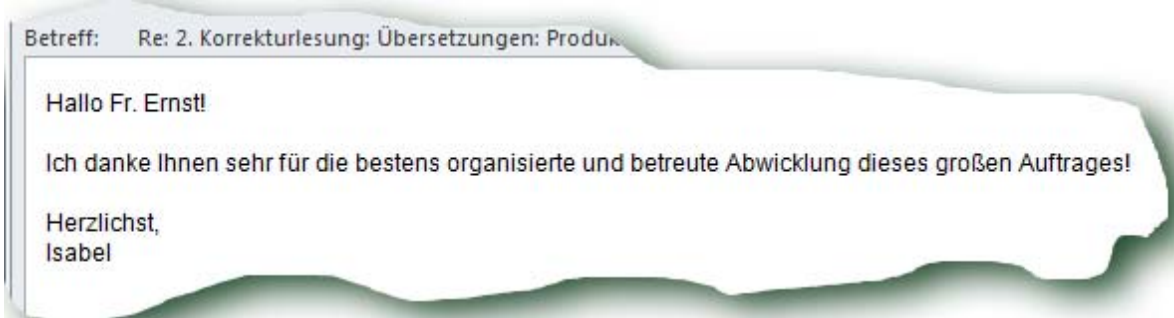 Betreff: Re: 2. Korrekturlesung: Übersetzungen:
Hallo Fr. Ernst!
Ich danke Ihnen sehr für die bestens organisierte und betreute Abwicklung dieses großen Auftrages!
Herzlichst,
Isabel